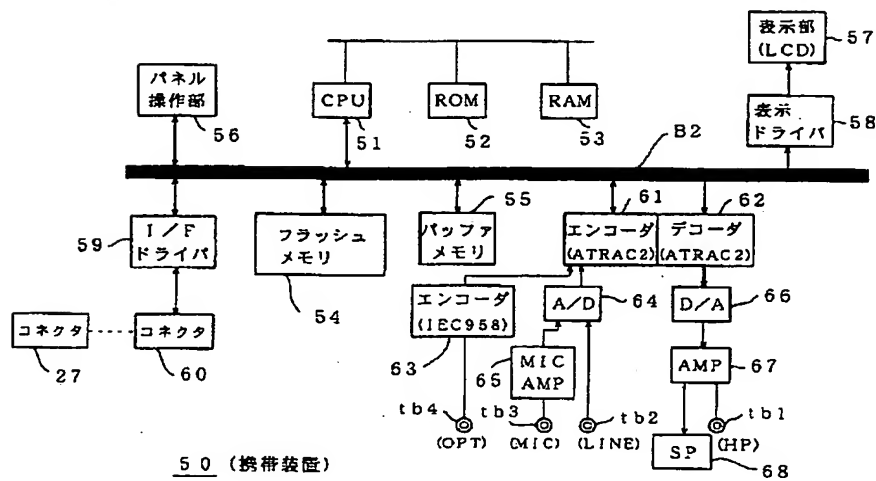 表示部
(LCD)
57
パネル
操作部
56
CPU
51
ROM
52
RAM
53
表示
ドライバ
58
B2
I/F
ドライバ
59
フラッシュ
メモリ
54
バッファ
メモリ
55
エンコーダ
(ATRAC2)
61
デコーダ
(ATRAC2)
62
コネクタ
27
コネクタ
60
エンコーダ
(IEC958)
63
A/D
64
D/A
66
MIC
AMP
65
AMP
67
tb4
(OPT)
tb3
(MIC)
tb2
(LINE)
tb1
(HP)
SP
68
50 (携帯装置)